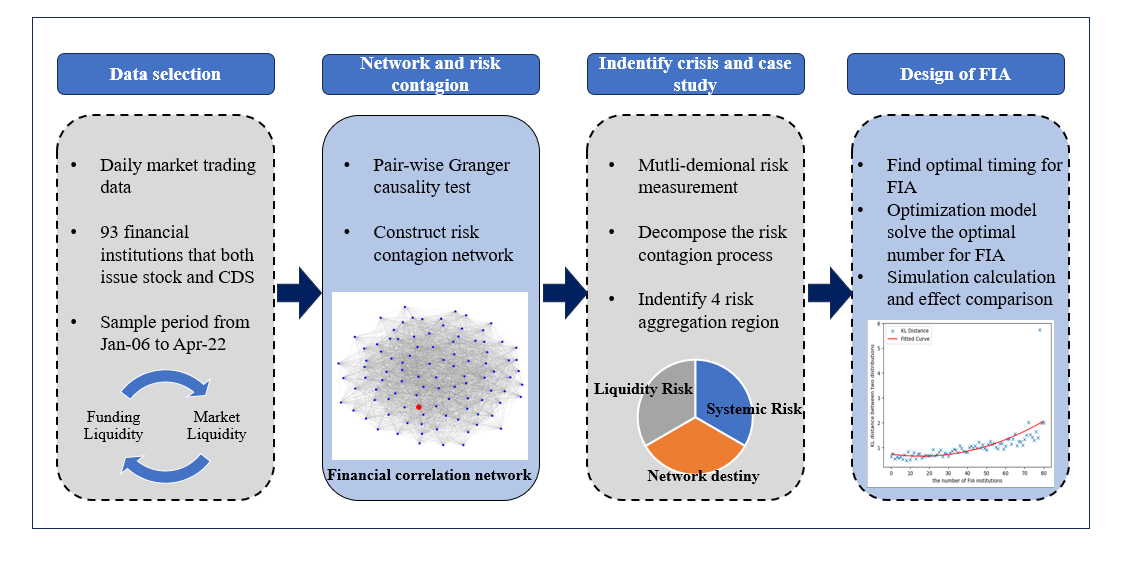 Data selection
Network and risk
contagion
Indentify crisis and case
study
Design of FIA
• Daily market trading
data
• 93 financial
institutions that both
issue stock and CDS
• Sample period from
Jan-06 to Apr-22
Funding
Liquidity
Market
Liquidity
• Pair-wise Granger
causality test
• Construct risk
contagion network
Financial correlation network
• Mutli-demional risk
measurement
• Decompose the risk
contagion process
• Indentify 4 risk
aggregation region
Liquidity Risk
Systemic Risk
Network destiny
• Find optimal timing for
FIA
• Optimization model
solve the optimal
number for FIA
• Simulation calculation
and effect comparison
KL Distance
Fitted Curve
KL distance between two distributions
6
5
4
3
2
1
0 10 20 30 40 50 60 70 80
the number of FIA institutions